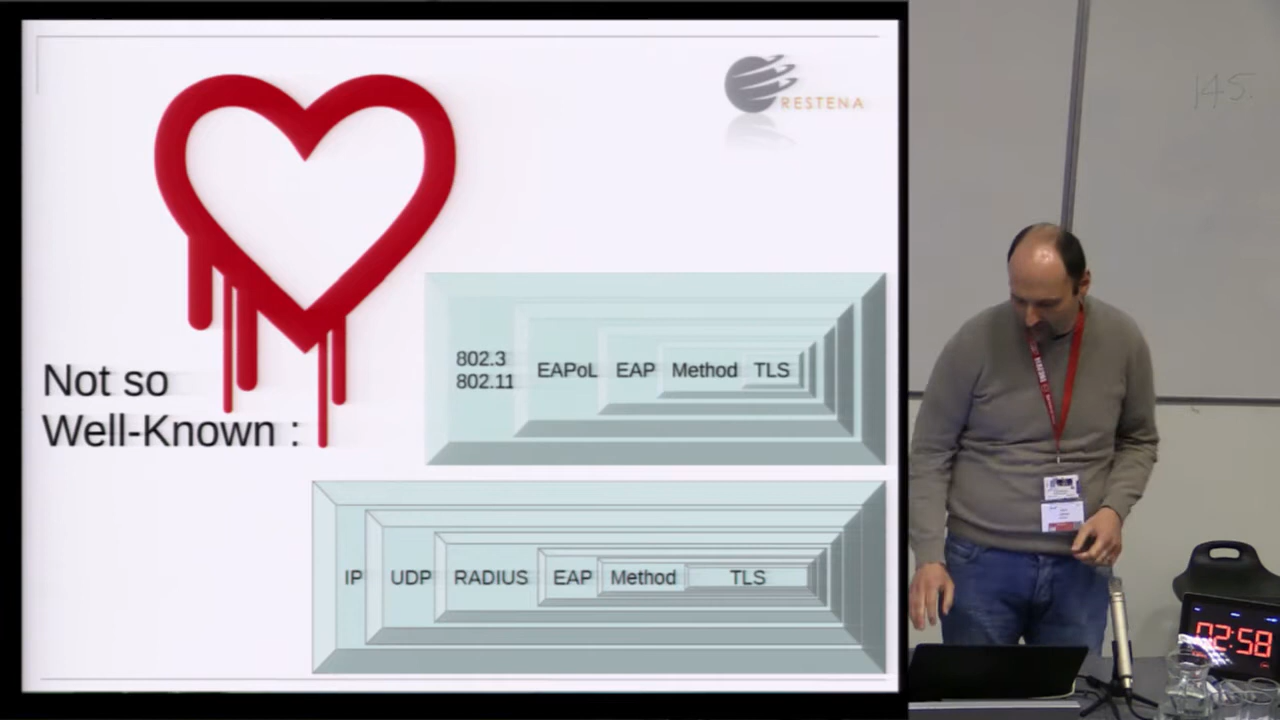 RESTENA
Not so
Well-Known :
802.3
802.11
EAPoL
EAP
Method
TLS
IP
UDP
RADIUS
EAP
Method
TLS
145.
02:58